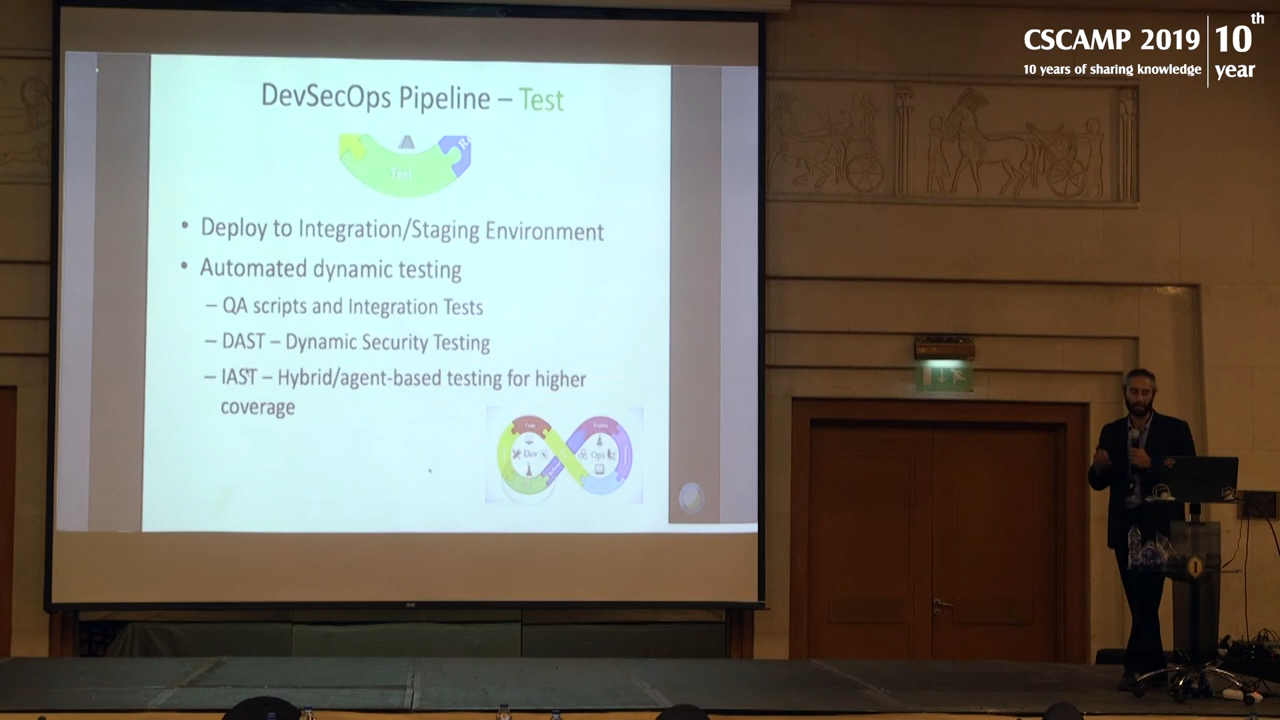 CSCAMP 2019
10 years of sharing knowledge
10th
year
DevSecOps Pipeline – Test
Test
• Deploy to Integration/Staging Environment
• Automated dynamic testing
– QA scripts and Integration Tests
– DAST – Dynamic Security Testing
– IAST – Hybrid/agent-based testing for higher
coverage
Code
Deploy
Dev
Ops